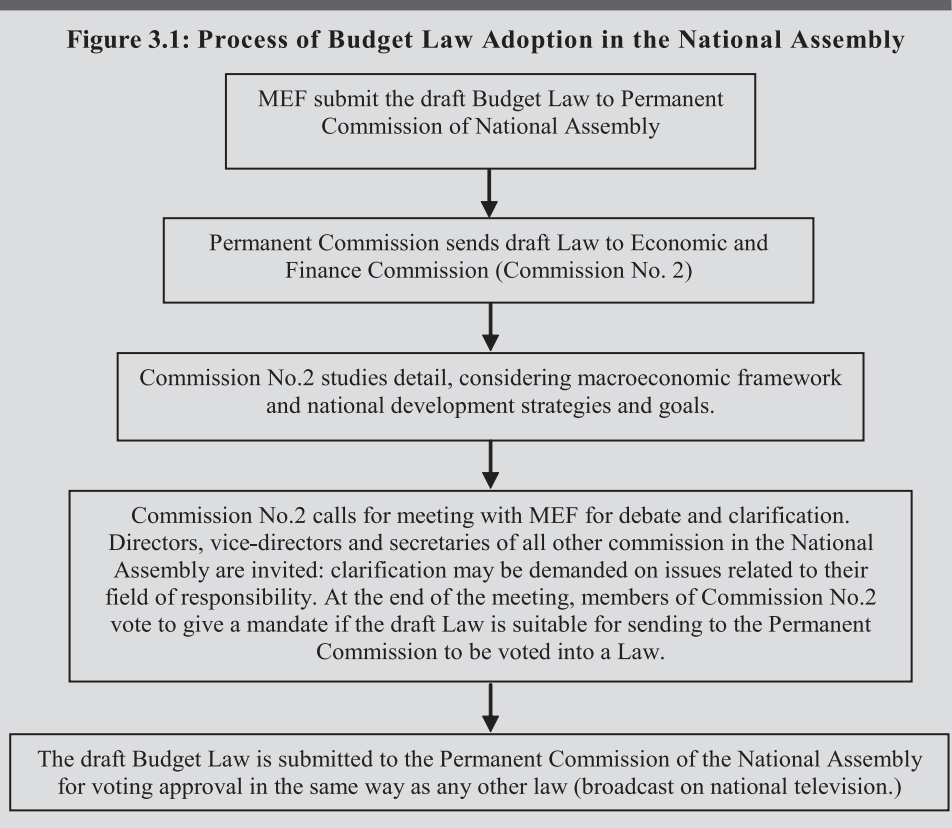 Figure 3.1: Process of Budget Law Adoption in the National Assembly
MEF submit the draft Budget Law to Permanent
Commission of National Assembly
Permanent Commission sends draft Law to Economic and
Finance Commission (Commission No. 2)
Commission No.2 studies detail, considering macroeconomic framework
and national development strategies and goals.
Commission No.2 calls for meeting with MEF for debate and clarification.
Directors, vice-directors and secretaries of all other commission in the National
Assembly are invited: clarification may be demanded on issues related to their
field of responsibility. At the end of the meeting, members of Commission No.2
vote to give a mandate if the draft Law is suitable for sending to the Permanent
Commission to be voted into a Law.
The draft Budget Law is submitted to the Permanent Commission of the National Assembly
for voting approval in the same way as any other law (broadcast on national television.)